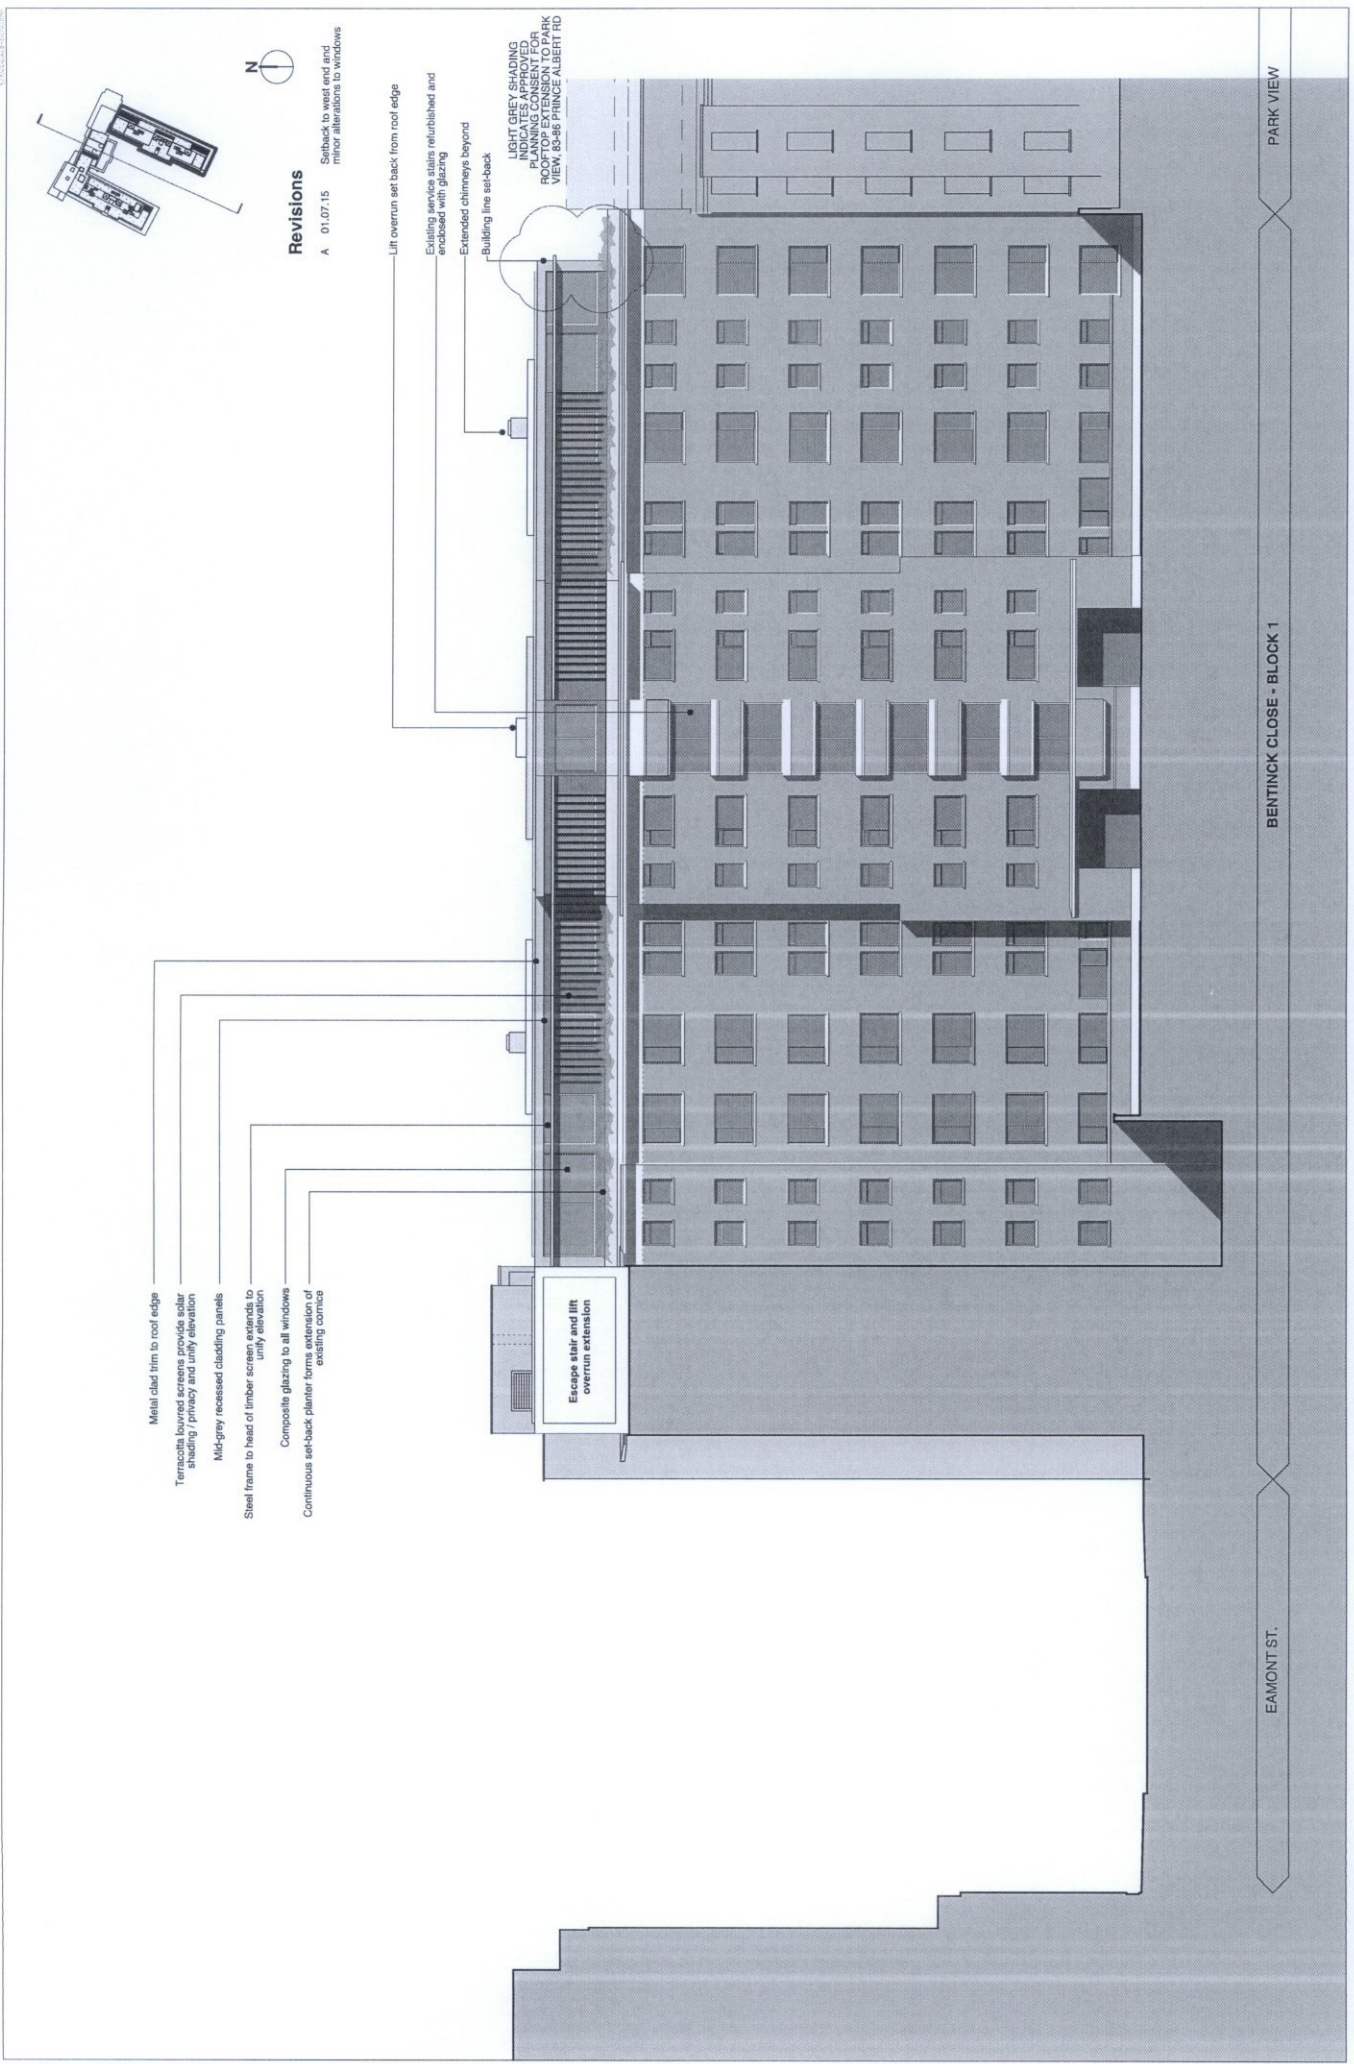 Metal clad trim to roof edge
Terracotta louvred screens provide solar
shading / privacy and unify elevation
Mid-grey recessed cladding panels
Steel frame to head of timber screen extends to
unify elevation
Composite glazing to all windows
Continuous set-back planter forms extension of
existing cornice
Escape stair and lift
overrun extension
N
Revisions
A 01.07.15 Setback to west end and
minor alterations to windows
Lift overrun set back from roof edge
Existing service stairs refurbished and
enclosed with glazing
Extended chimneys beyond
Building line set-back
LIGHT GREY SHADING
INDICATES APPROVED
PLANNING CONSENT FOR
ROOFTOP EXTENSION TO PARK
VIEW, 83-86 PRINCE ALBERT RD
EAMONT ST.
BENTINCK CLOSE - BLOCK 1
PARK VIEW